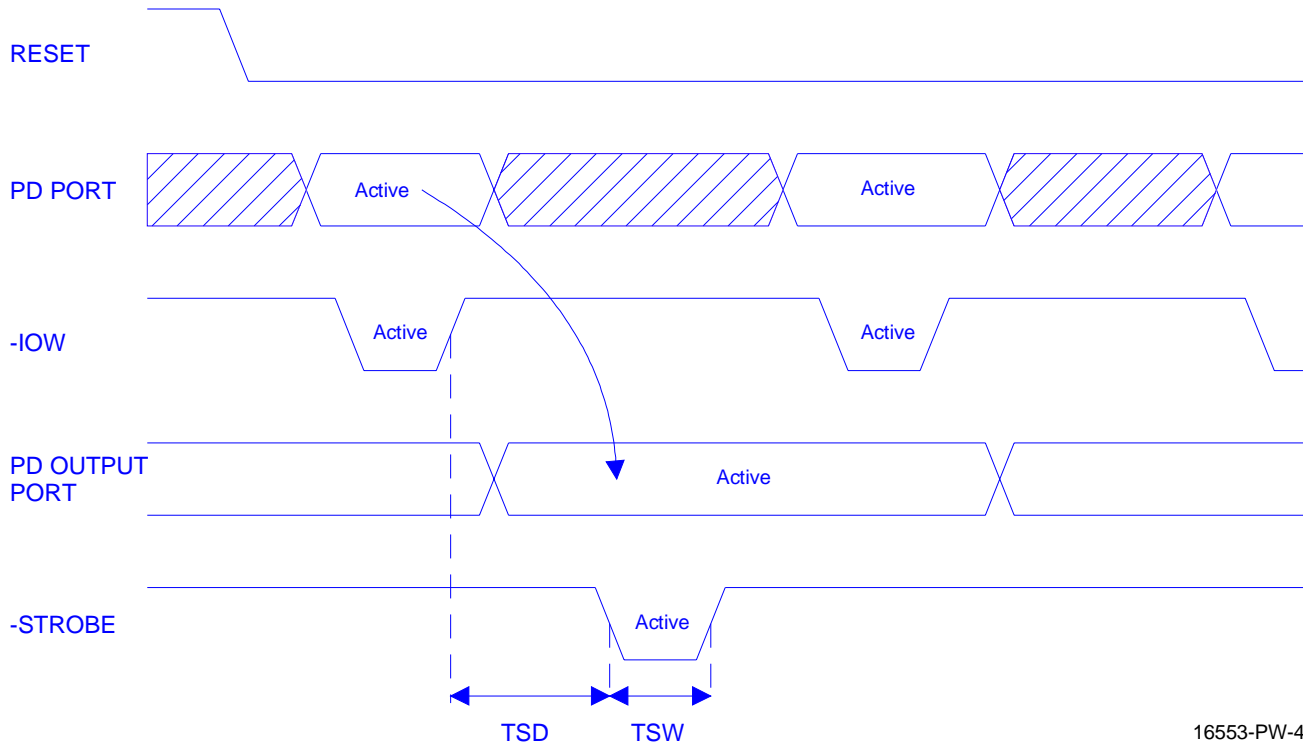 RESET
PD PORT
Active
Active
-IOW
Active
Active
PD OUTPUT
PORT
Active
-STROBE
Active
TSD
TSW
16553-PW-4